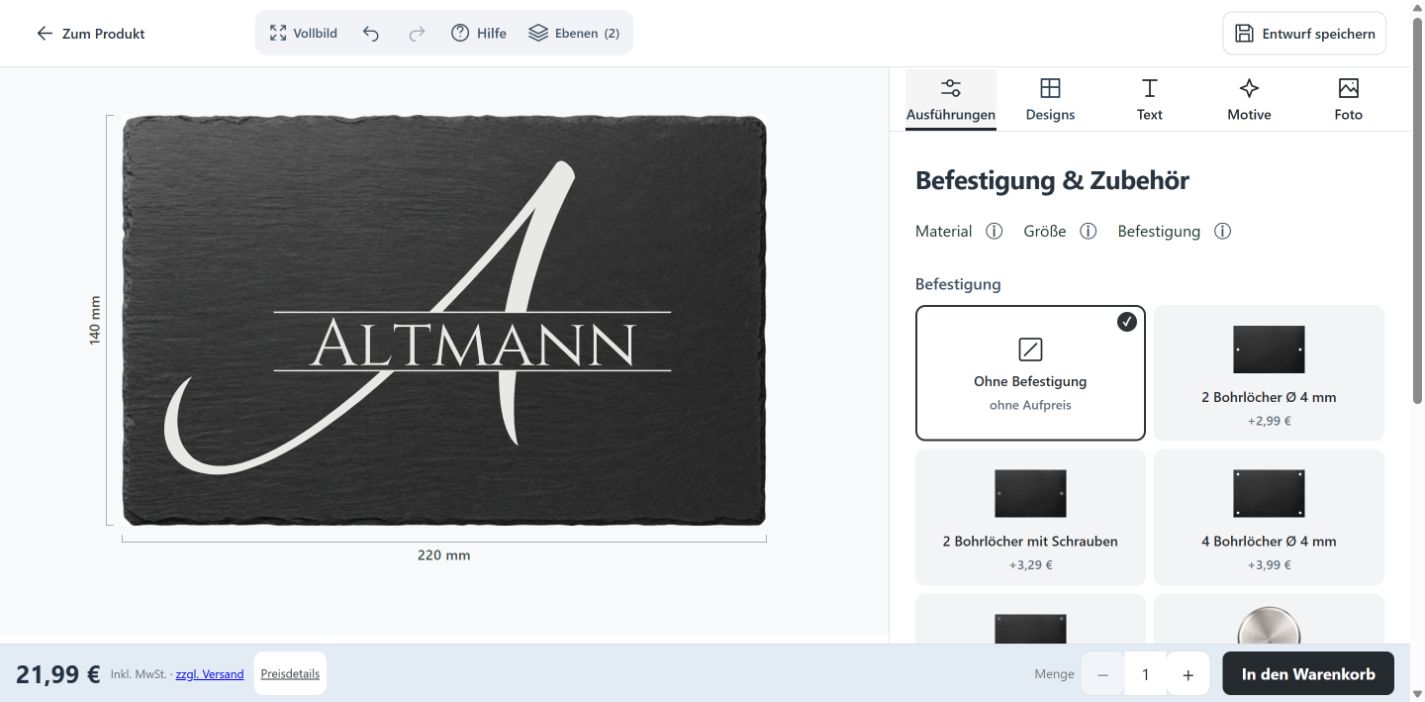 Zum Produkt
Vollbild
Hilfe
Ebenen (2)
Entwurf speichern
Ausführungen
Designs
Text
Motive
Foto
140 mm
A
ALTMANN
220 mm
Befestigung & Zubehör
Material
Größe
Befestigung
Befestigung
Ohne Befestigung
ohne Aufpreis
2 Bohrlöcher Ø 4 mm
+2,99 €
2 Bohrlöcher mit Schrauben
+3,29 €
4 Bohrlöcher Ø 4 mm
+3,99 €
21,99 €
Inkl. MwSt. · zzgl. Versand
Preisdetails
Menge
1
In den Warenkorb